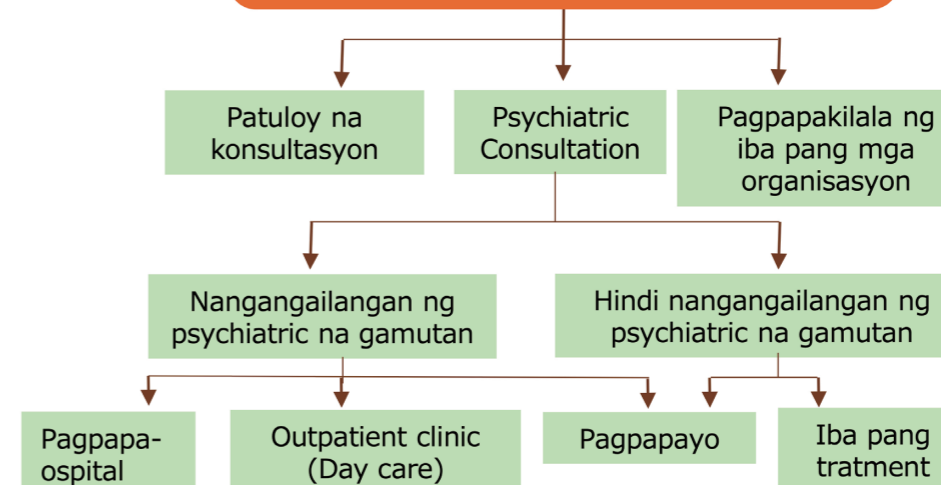 Patuloy na
konsultasyon
Psychiatric
Consultation
Pagpapakilala ng
iba pang mga
organisasyon
Nangangailangan ng
psychiatric na gamutan
Hindi nangangailangan ng
psychiatric na gamutan
Pagpapa-
ospital
Outpatient clinic
(Day care)
Pagpapayo
Iba pang
tratment